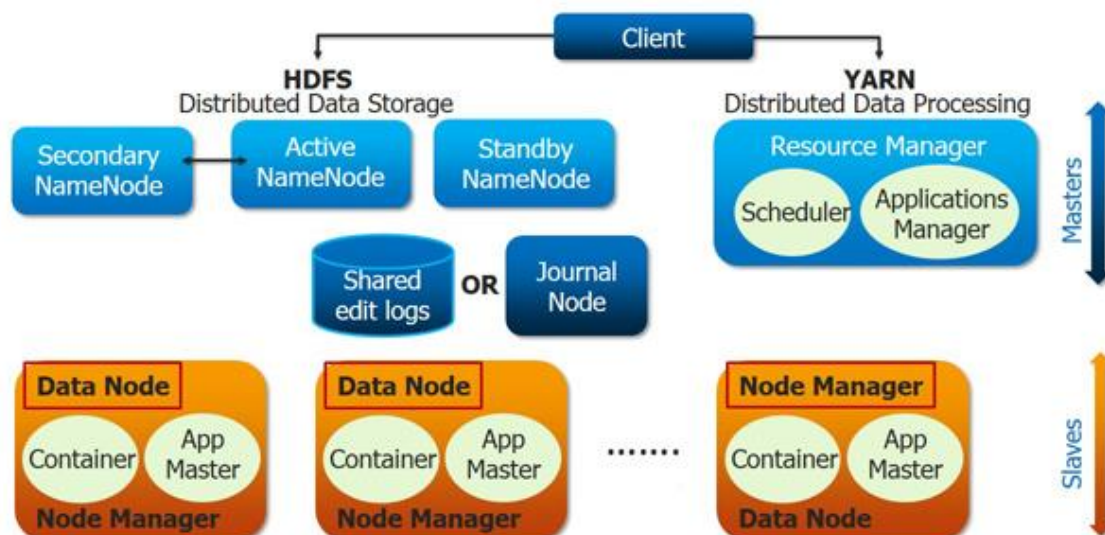 Client
HDFS
Distributed Data Storage
YARN
Distributed Data Processing
Secondary
NameNode
Active
NameNode
Standby
NameNode
Resource Manager
Scheduler
Applications
Manager
Masters
Shared
edit logs
OR
Journal
Node
Data Node
Container
App
Master
Node Manager
Data Node
Container
App
Master
Node Manager
.......
Node Manager
Container
App
Master
Data Node
Slaves